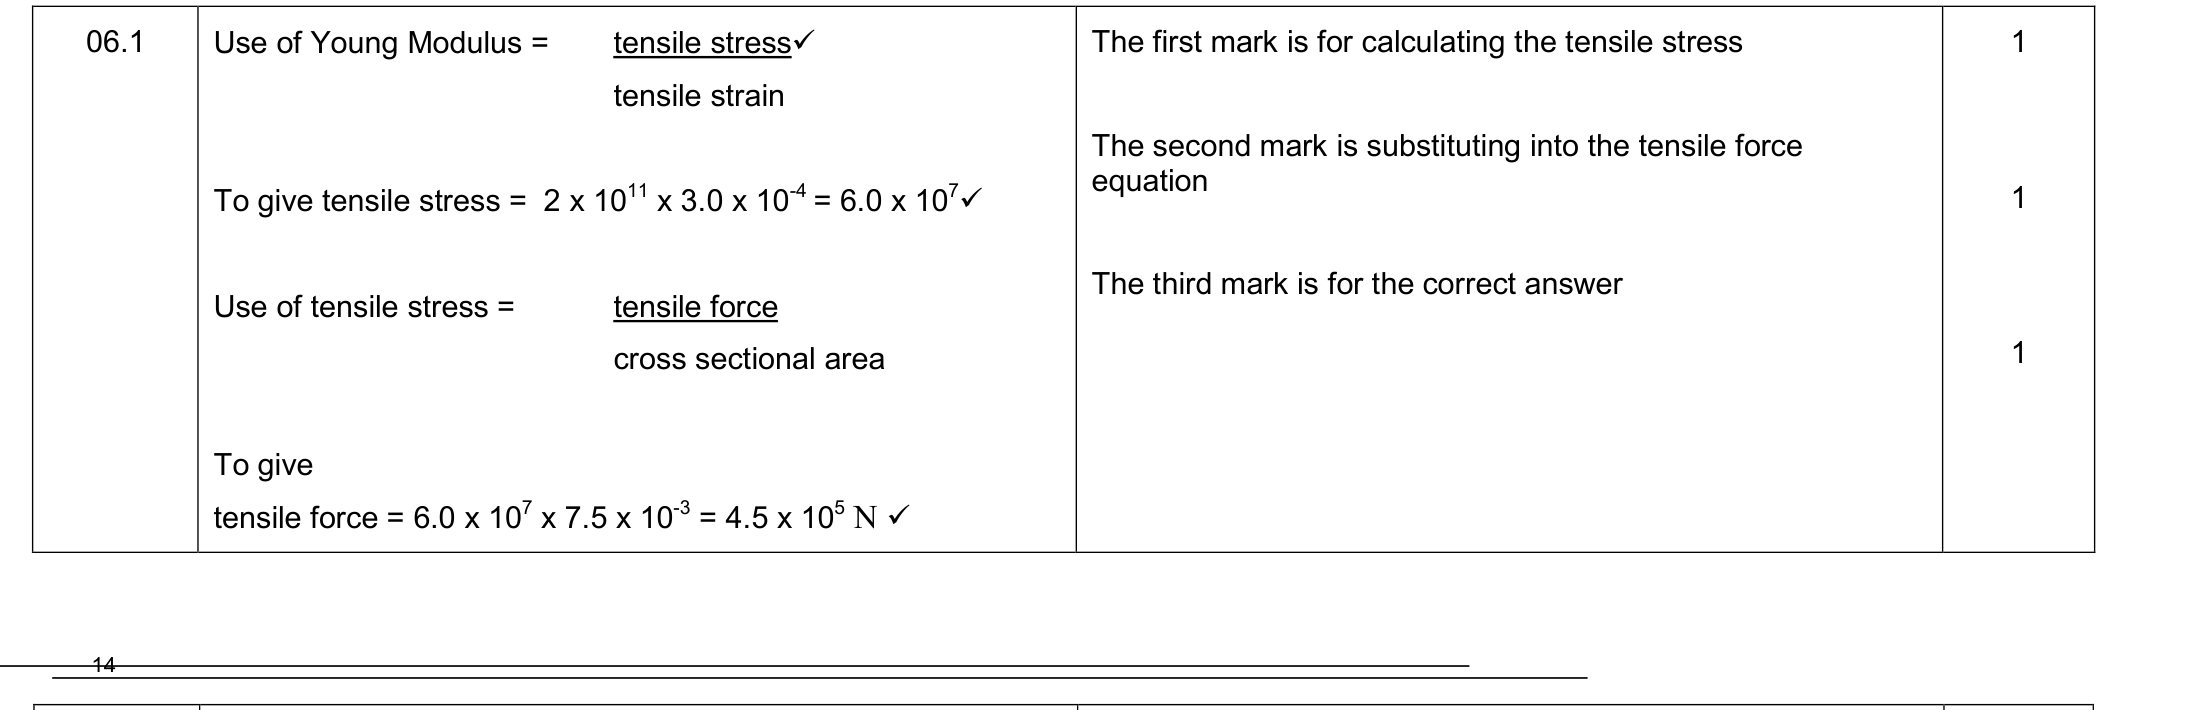 06.1
Use of Young Modulus = tensile stress✓
tensile strain
To give tensile stress = 2 x 10¹¹ x 3.0 x 10⁻⁴ = 6.0 x 10⁷✓
Use of tensile stress = tensile force
cross sectional area
To give
tensile force = 6.0 x 10⁷ x 7.5 x 10⁻³ = 4.5 x 10⁵ N ✓
The first mark is for calculating the tensile stress
The second mark is substituting into the tensile force
equation
The third mark is for the correct answer
1
1
1
14